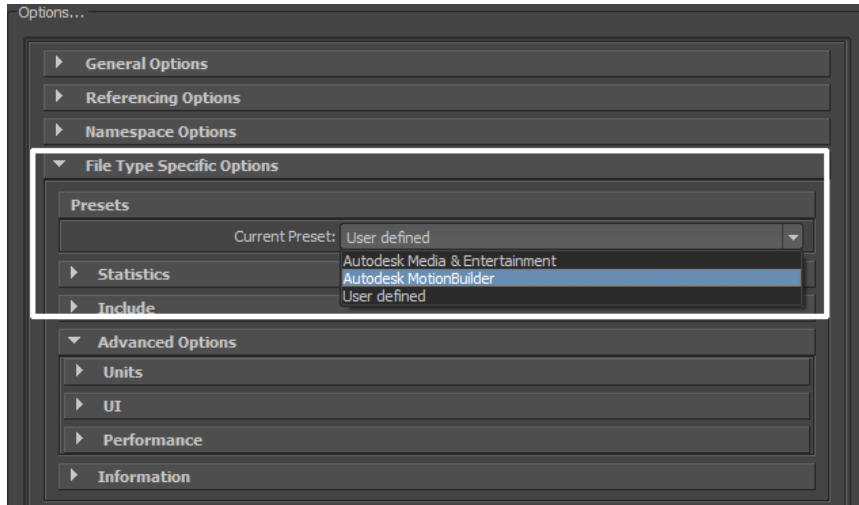 Options...
General Options
Referencing Options
Namespace Options
File Type Specific Options
Presets
Current Preset: User defined
Autodesk Media & Entertainment
Statistics
Autodesk MotionBuilder
User defined
Include
Advanced Options
Units
UI
Performance
Information